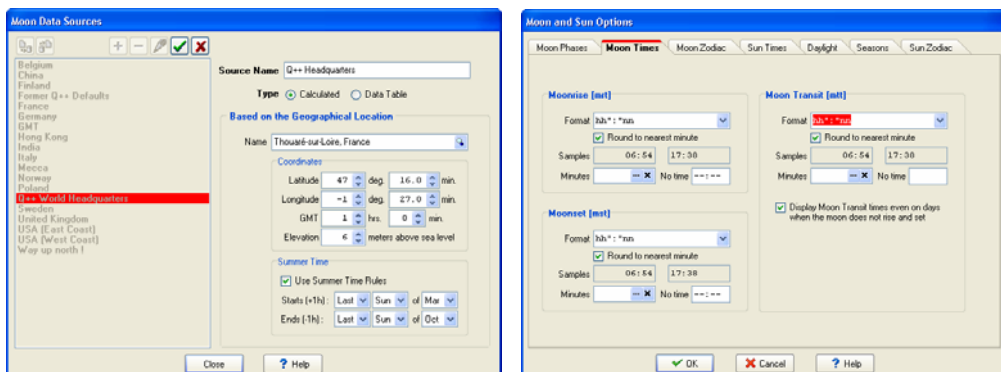 Moon Data Sources
Belgium
China
Finland
Former Q++ Defaults
France
Germany
GMT
Hong Kong
India
Italy
Mecca
Norway
Poland
Q++ World Headquarters
Sweden
United Kingdom
USA (East Coast)
USA (West Coast)
Way up north !
Source Name Q++ Headquarters
Type Calculated Data Table
Based on the Geographical Location
Name Thouaré-sur-Loire, France
Coordinates
Latitude 47 deg. 16.0 min.
Longitude -1 deg. 27.0 min.
GMT 1 hrs. 0 min.
Elevation 6 meters above sea level
Summer Time
Use Summer Time Rules
Starts (+1h) : Last Sun of Mar
Ends (-1h) : Last Sun of Oct
Close ? Help
Moon and Sun Options
Moon Phases Moon Times Moon Zodiac Sun Times Daylight Seasons Sun Zodiac
Moonrise [mrt]
Format hh*:*nn
Round to nearest minute
Samples 06:54 17:38
Minutes No time --:--
Moonset [mst]
Format hh*:*nn
Round to nearest minute
Samples 06:54 17:38
Minutes No time --:--
Moon Transit [mtt]
Format hh*:*nn
Round to nearest minute
Samples 06:54 17:38
Minutes No time
Display Moon Transit times even on days
when the moon does not rise and set
OK Cancel ? Help